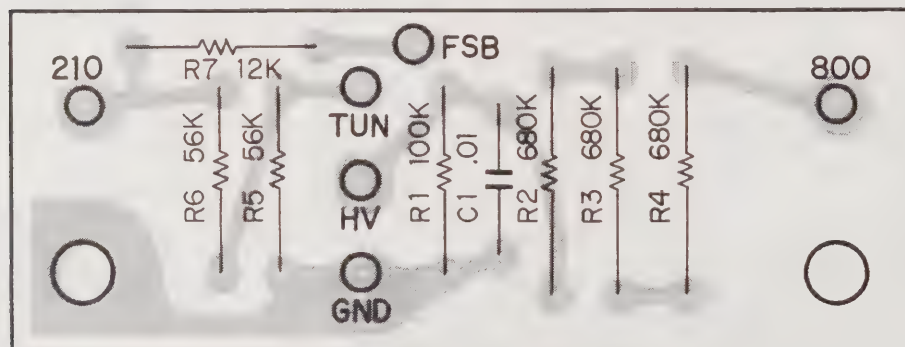 FSB
210
R7 12K
800
TUN
R6 56K
R5 56K
R1 100K
C1 .01
R2 680K
R3 680K
R4 680K
HV
GND